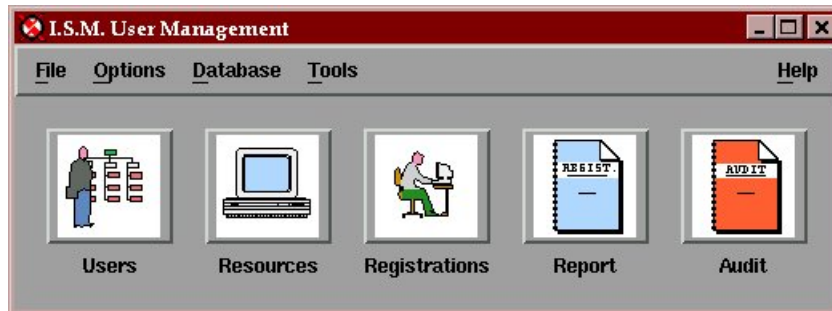 I.S.M. User Management
File Options Database Tools Help
REGIST.
AUDIT
Users Resources Registrations Report Audit